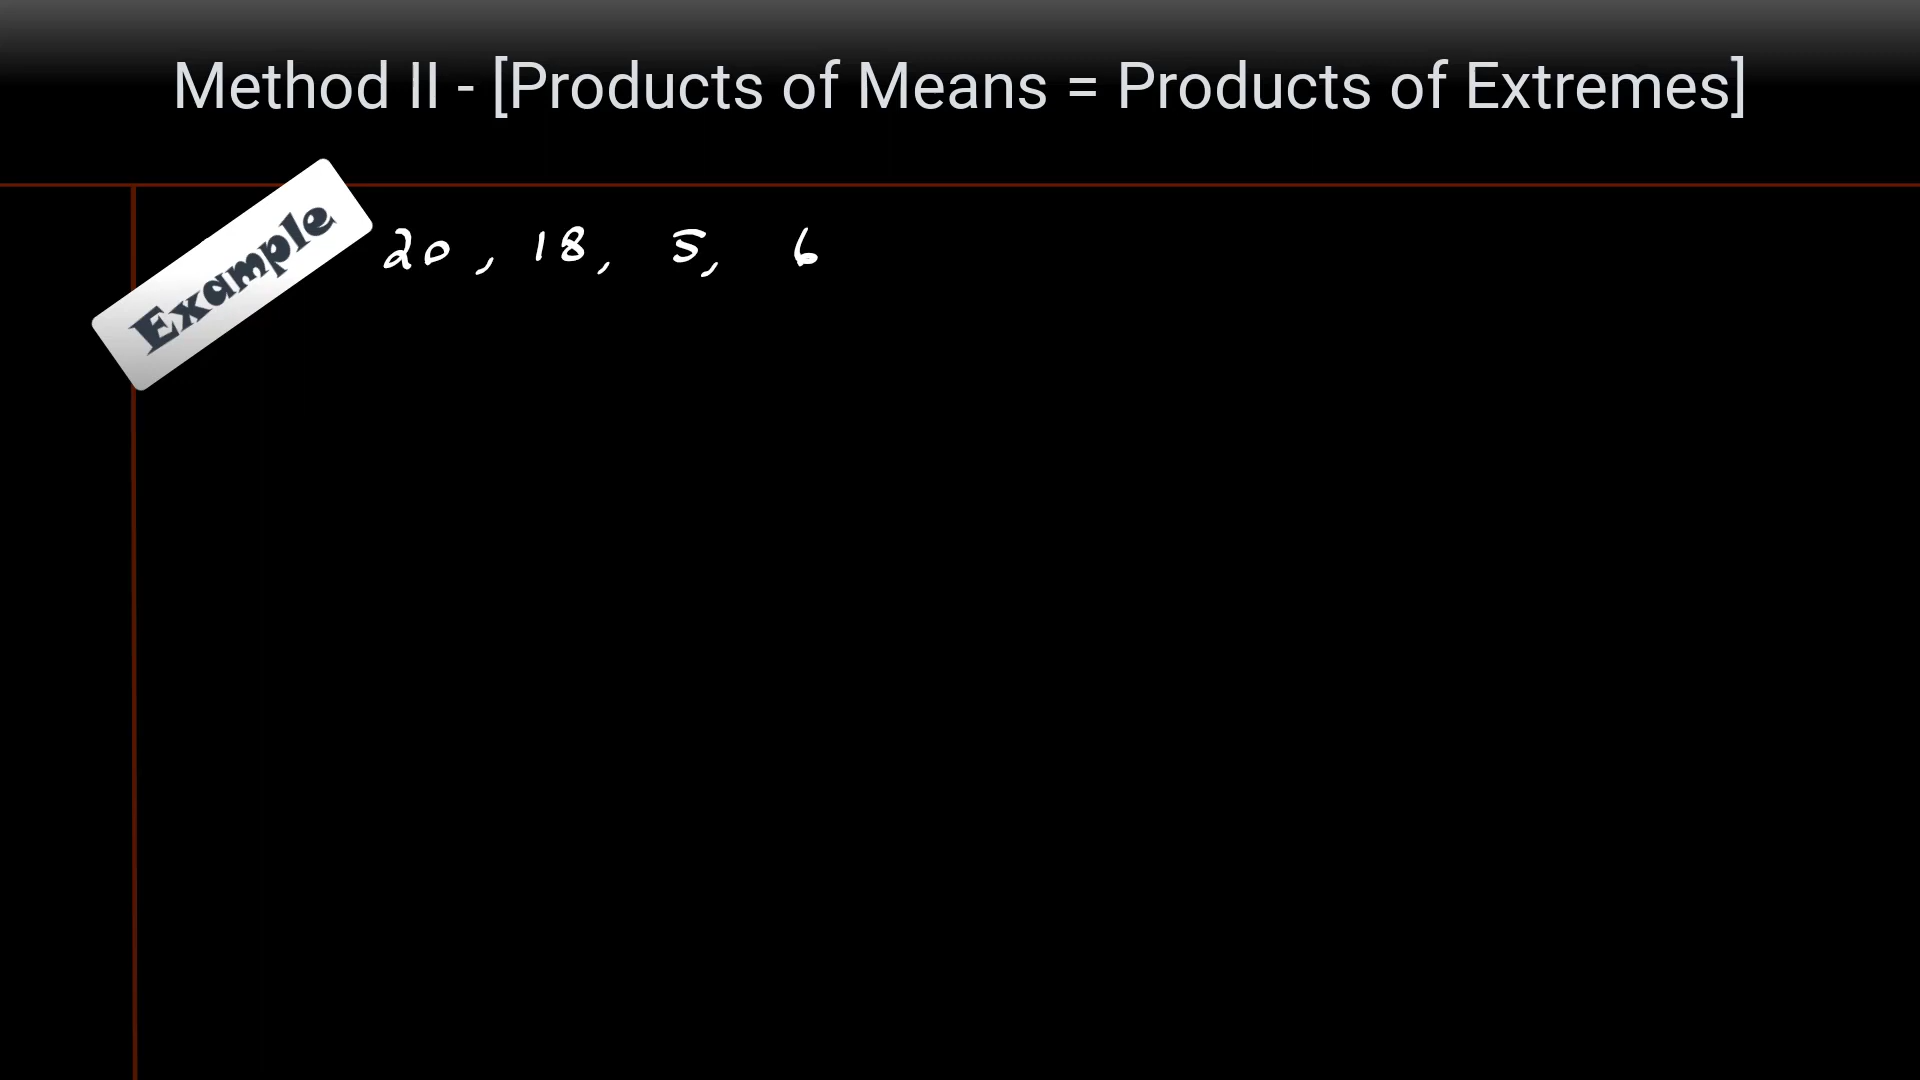 Method II - [Products of Means = Products of Extremes]
Example
20 , 18, 5, 6